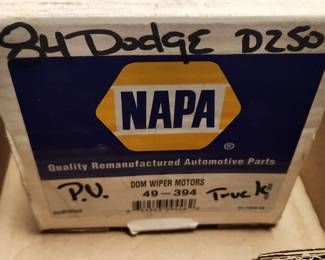 84 Dodge D250
NAPA
®
Quality Remanufactured Automotive Parts
DOM WIPER MOTORS
49-394
P.U.
Truck